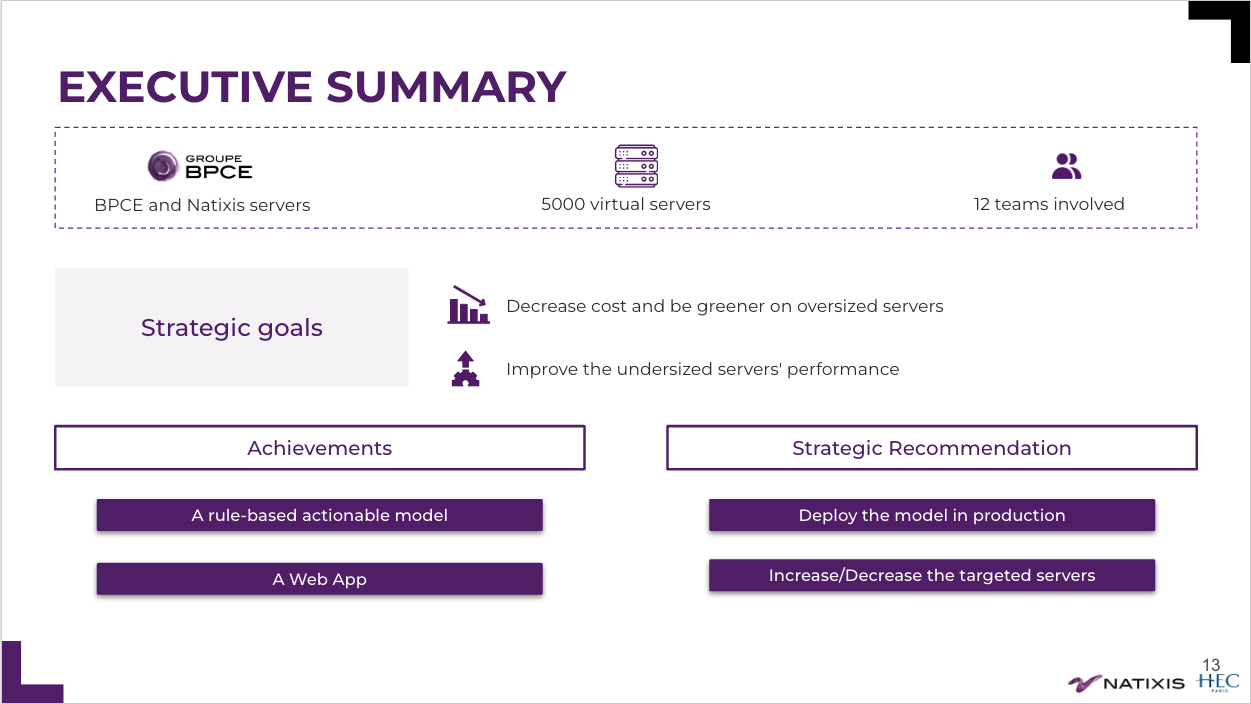 EXECUTIVE SUMMARY
GROUPE
BPCE
BPCE and Natixis servers
5000 virtual servers
12 teams involved
Strategic goals
Decrease cost and be greener on oversized servers
Improve the undersized servers' performance
Achievements
A rule-based actionable model
A Web App
Strategic Recommendation
Deploy the model in production
Increase/Decrease the targeted servers
13
NATIXIS
HEC
PARIS